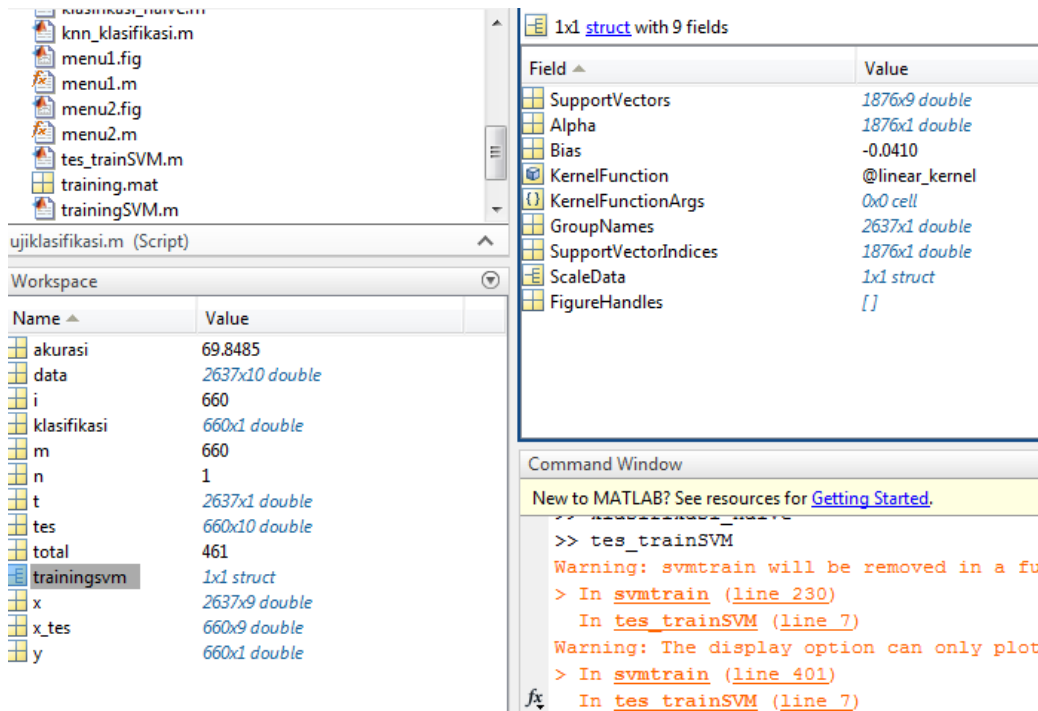 knn_klasifikasi.m
menu1.fig
menu1.m
menu2.fig
menu2.m
tes_trainSVM.m
training.mat
trainingSVM.m
ujiklasifikasi.m (Script)
Workspace
Name Value
akurasi 69.8485
data 2637x10 double
i 660
klasifikasi 660x1 double
m 660
n 1
t 2637x1 double
tes 660x10 double
total 461
trainingsvm 1x1 struct
x 2637x9 double
x_tes 660x9 double
y 660x1 double
1x1 struct with 9 fields
Field Value
SupportVectors 1876x9 double
Alpha 1876x1 double
Bias -0.0410
KernelFunction @linear_kernel
KernelFunctionArgs 0x0 cell
GroupNames 2637x1 double
SupportVectorIndices 1876x1 double
ScaleData 1x1 struct
FigureHandles []
Command Window
New to MATLAB? See resources for Getting Started.
>> tes_trainSVM
Warning: svmtrain will be removed in a fu
> In svmtrain (line 230)
In tes_trainSVM (line 7)
Warning: The display option can only plot
> In svmtrain (line 401)
fx In tes_trainSVM (line 7)